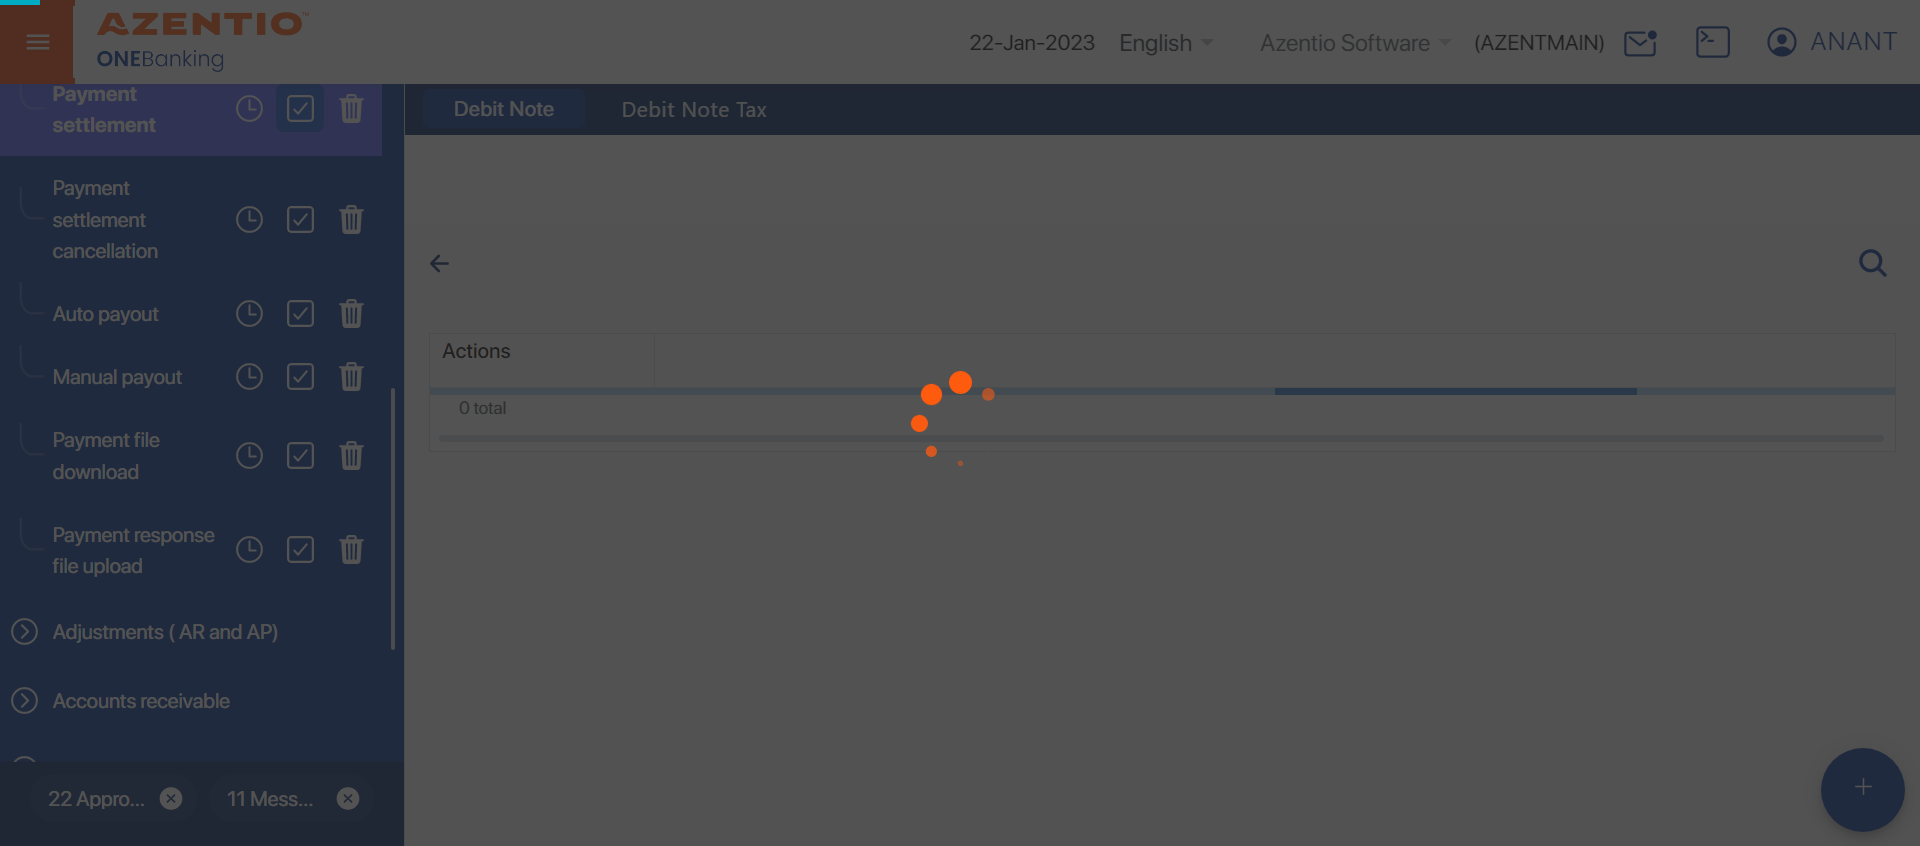 AZENTIO™
ONEBanking
22-Jan-2023
English
Azentio Software
(AZENTMAIN)
ANANT
Payment
settlement
Payment
settlement
cancellation
Auto payout
Manual payout
Payment file
download
Payment response
file upload
Adjustments ( AR and AP)
Accounts receivable
22 Appro...
11 Mess...
Debit Note
Debit Note Tax
Actions
0 total